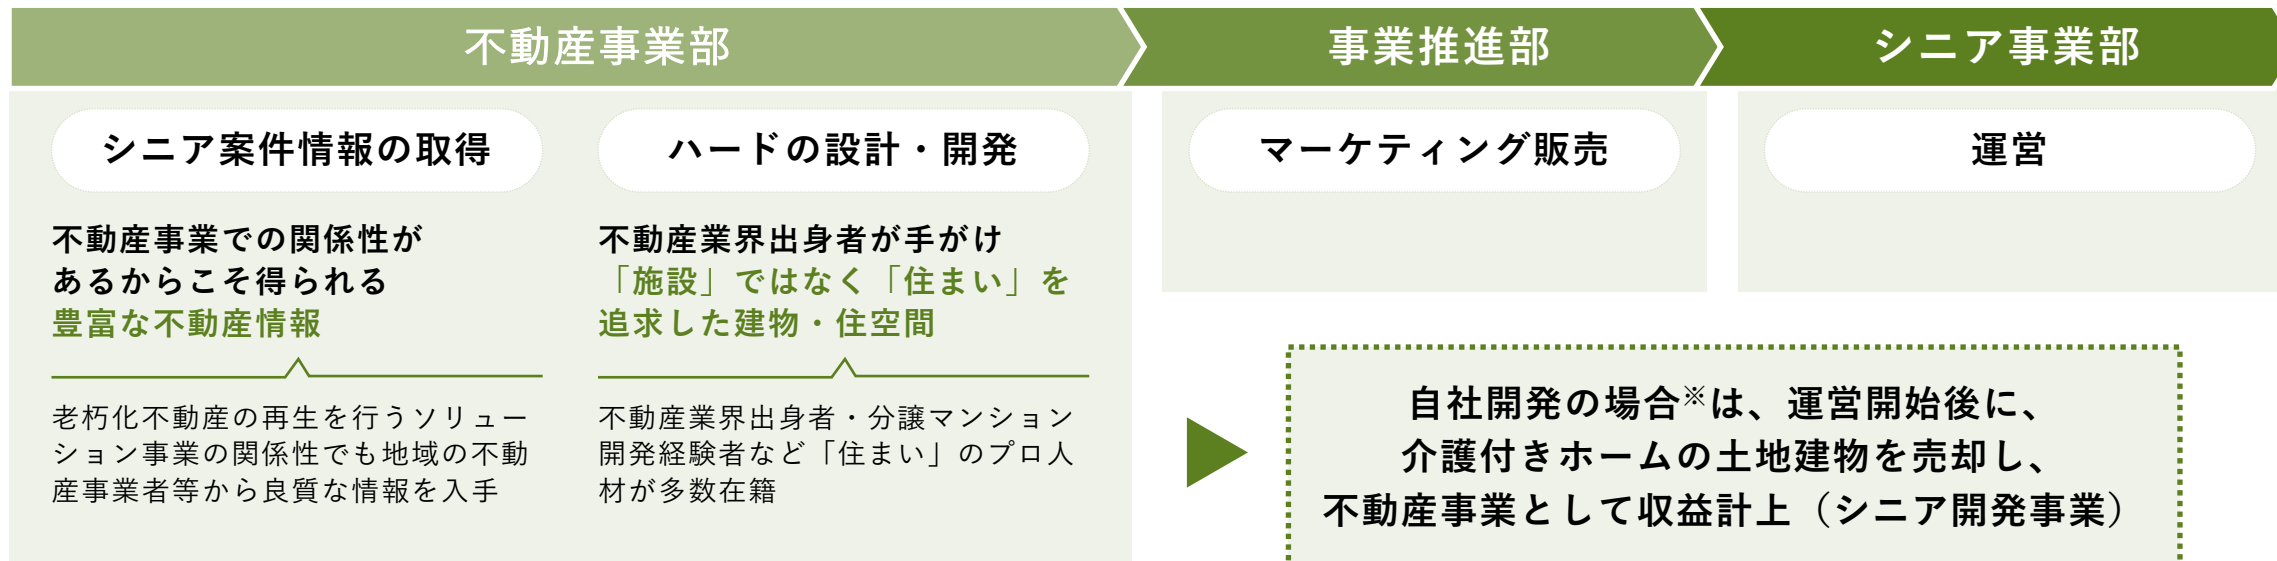 不動産事業部
事業推進部
シニア事業部
シニア案件情報の取得
ハードの設計・開発
マーケティング販売
運営
不動産事業での関係性が
あるからこそ得られる
豊富な不動産情報
老朽化不動産の再生を行うソリュー
ション事業の関係性でも地域の不動
産事業者等から良質な情報を入手
不動産業界出身者が手がけ
「施設」ではなく「住まい」を
追求した建物・住空間
不動産業界出身者・分譲マンション
開発経験者など「住まい」のプロ人
材が多数在籍
自社開発の場合※は、運営開始後に、
介護付きホームの土地建物を売却し、
不動産事業として収益計上（シニア開発事業）